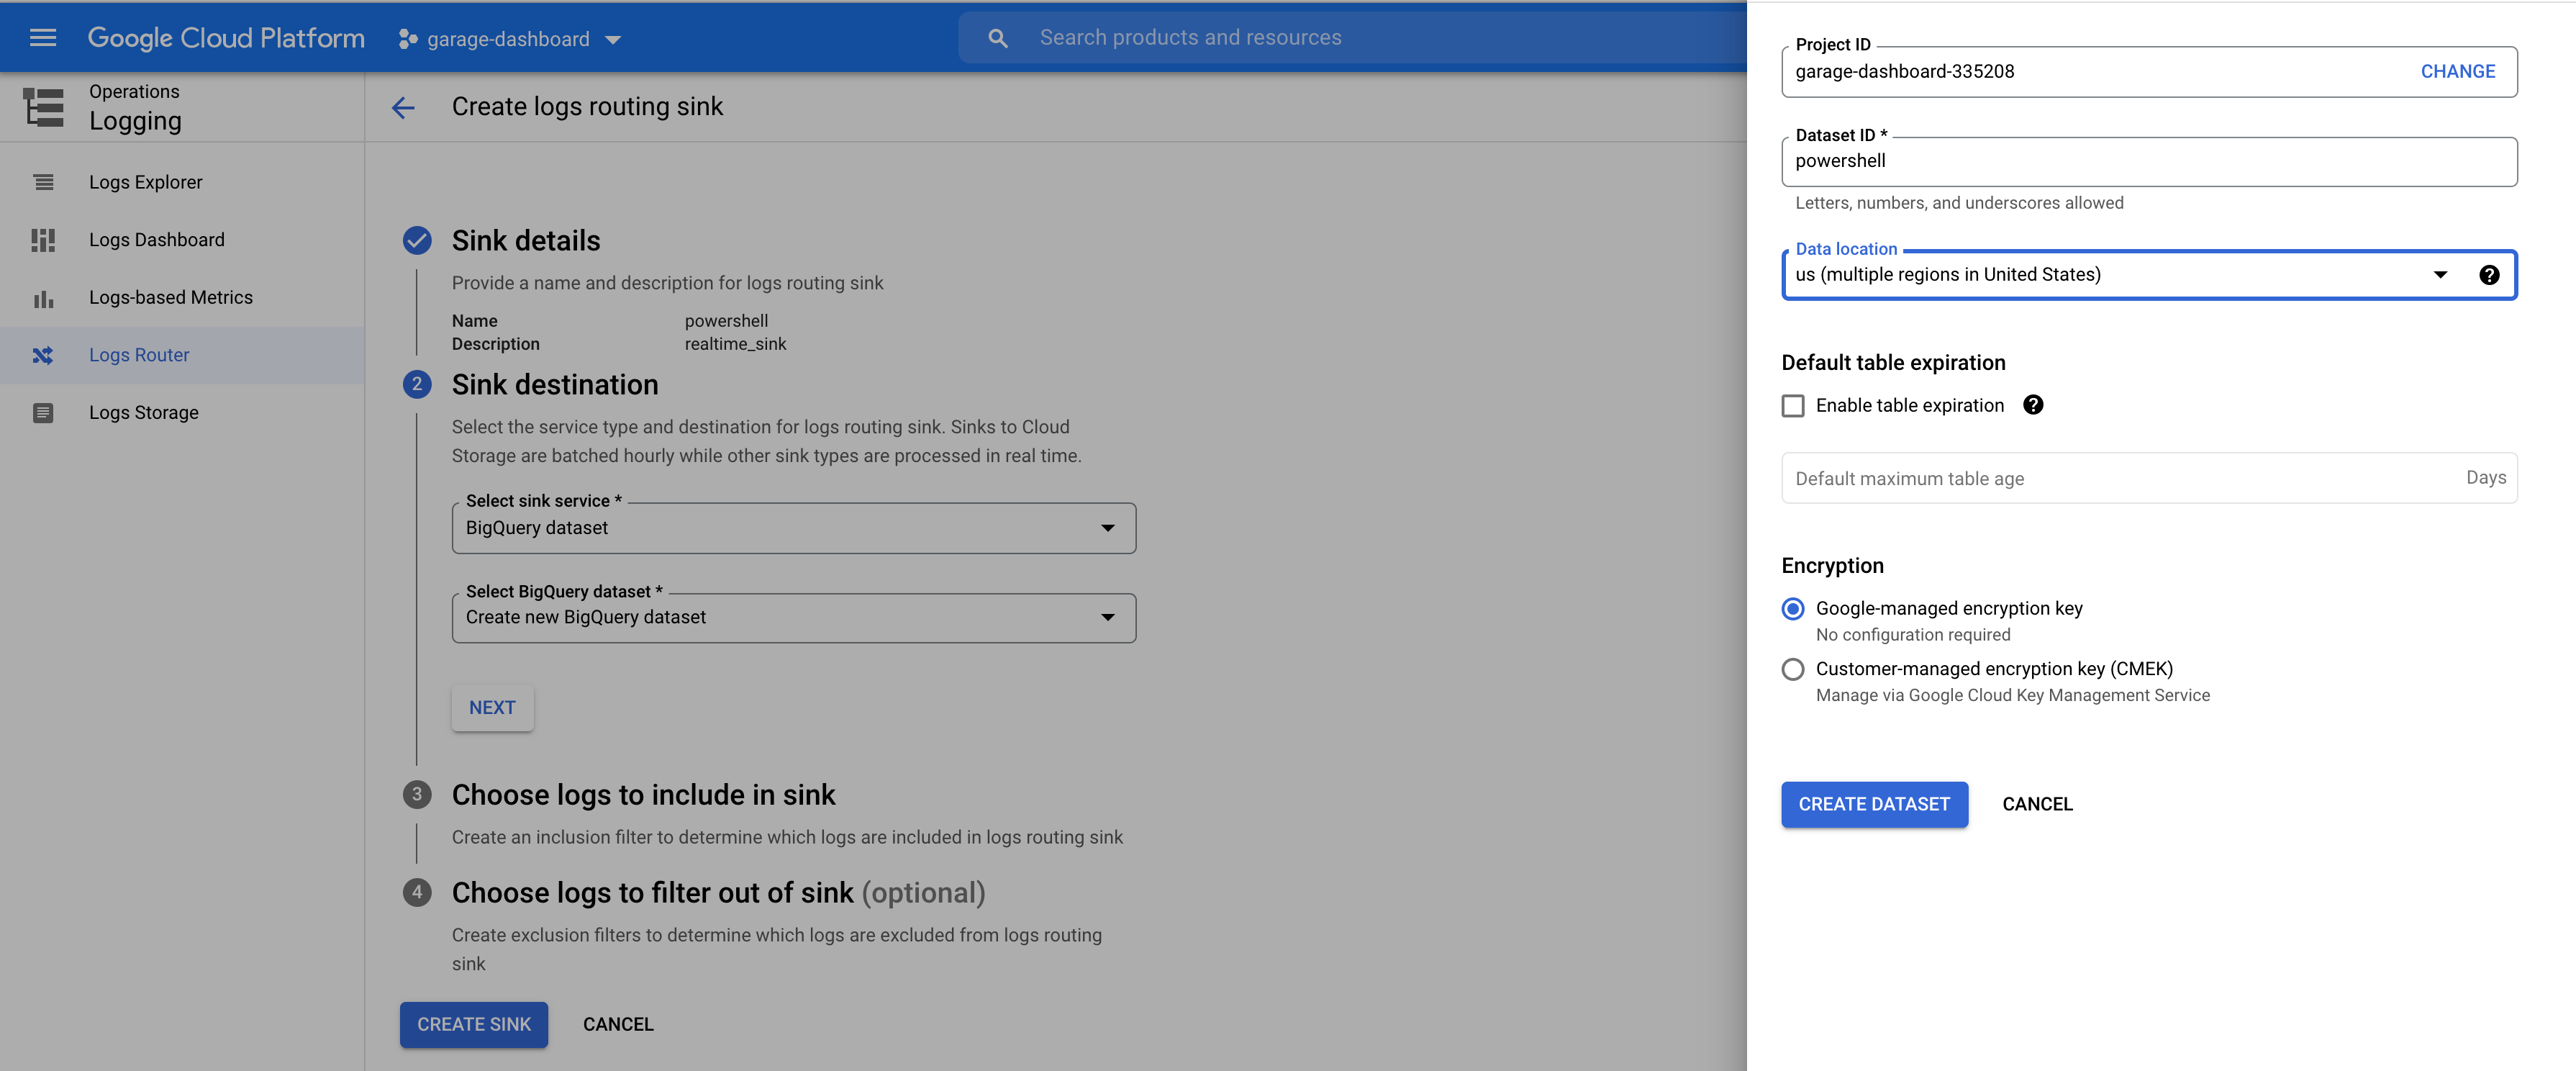 Google Cloud Platform
garage-dashboard
Search products and resources
Operations
Logging
Logs Explorer
Logs Dashboard
Logs-based Metrics
Logs Router
Logs Storage
Create logs routing sink
Sink details
Provide a name and description for logs routing sink
Name powershell
Description realtime_sink
2 Sink destination
Select the service type and destination for logs routing sink. Sinks to Cloud
Storage are batched hourly while other sink types are processed in real time.
Select sink service *
BigQuery dataset
Select BigQuery dataset *
Create new BigQuery dataset
NEXT
3 Choose logs to include in sink
Create an inclusion filter to determine which logs are included in logs routing sink
4 Choose logs to filter out of sink (optional)
Create exclusion filters to determine which logs are excluded from logs routing
sink
CREATE SINK CANCEL
Project ID
garage-dashboard-335208 CHANGE
Dataset ID *
powershell
Letters, numbers, and underscores allowed
Data location
us (multiple regions in United States) ?
Default table expiration
Enable table expiration ?
Default maximum table age Days
Encryption
Google-managed encryption key
No configuration required
Customer-managed encryption key (CMEK)
Manage via Google Cloud Key Management Service
CREATE DATASET CANCEL